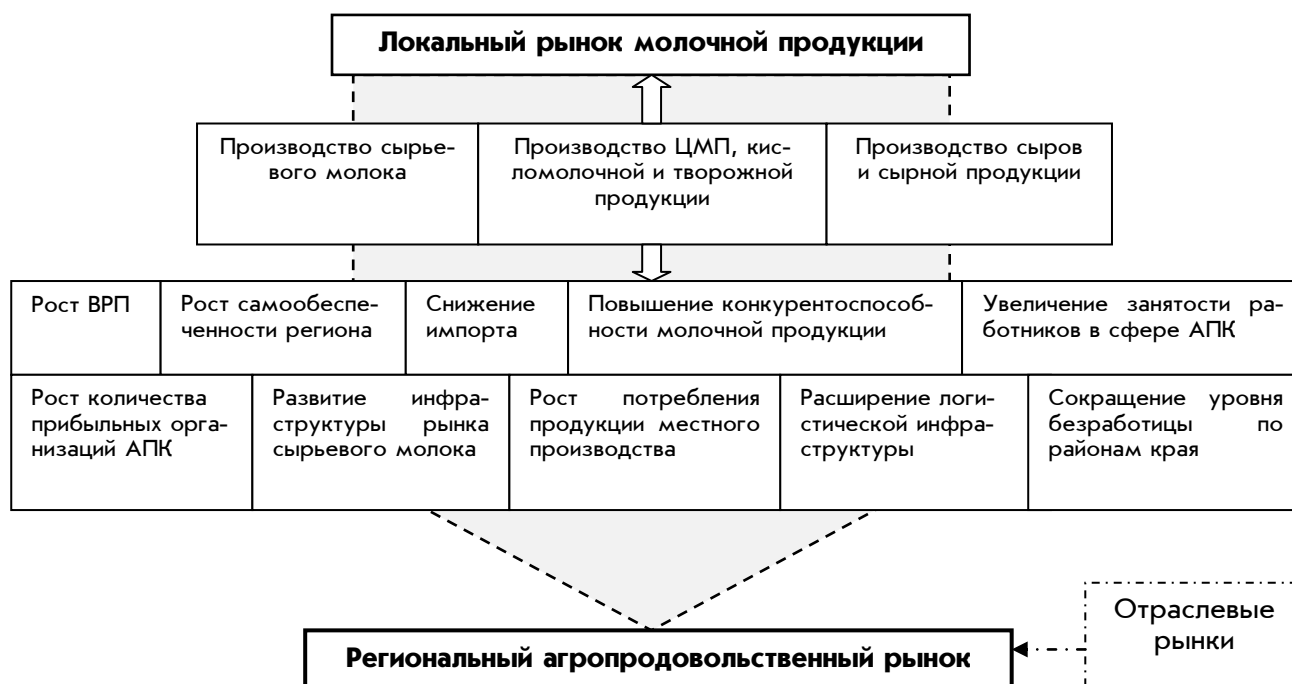 Локальный рынок молочной продукции
Производство сырье-
вого молока
Производство ЦМП, кис-
ломолочной и творожной
продукции
Производство сыров
и сырной продукции
Рост ВРП
Рост самообеспе-
ченности региона
Снижение
импорта
Повышение конкурентоспособ-
ности молочной продукции
Увеличение занятости ра-
ботников в сфере АПК
Рост количества
прибыльных орга-
низаций АПК
Развитие инфра-
структуры рынка
сырьевого молока
Рост потребления
продукции местного
производства
Расширение логи-
стической инфра-
структуры
Сокращение уровня
безработицы по
районам края
Отраслевые
рынки
Региональный агропродовольственный рынок